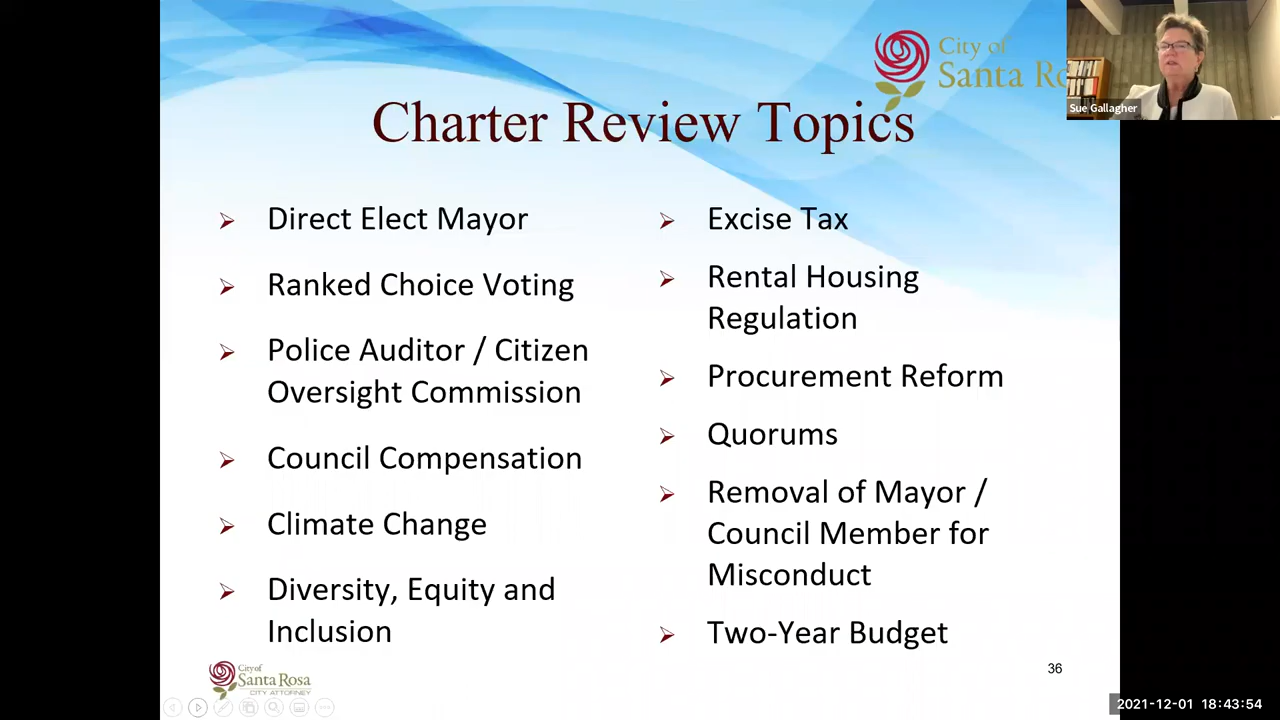 City of
Santa Ro
Sue Gallagher
Charter Review Topics
Direct Elect Mayor
Ranked Choice Voting
Police Auditor / Citizen
Oversight Commission
Council Compensation
Climate Change
Diversity, Equity and
Inclusion
Excise Tax
Rental Housing
Regulation
Procurement Reform
Quorums
Removal of Mayor /
Council Member for
Misconduct
Two-Year Budget
City of
Santa Rosa
CITY ATTORNEY
36
2021-12-01 18:43:54